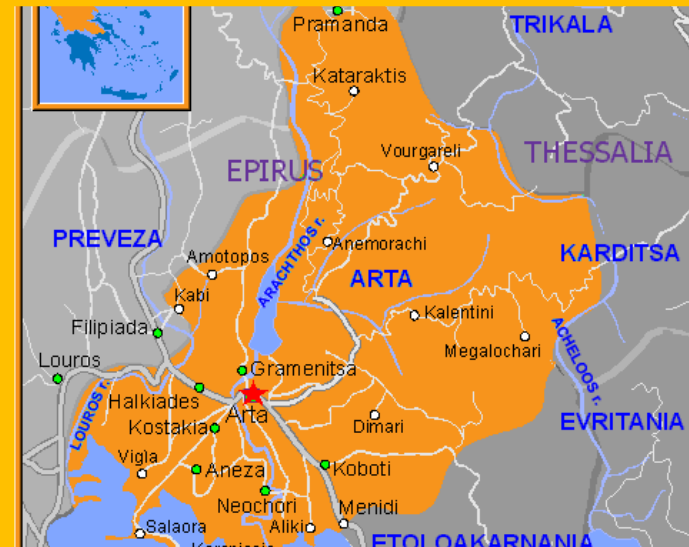 Pramanda
TRIKALA
Kataraktis
Vourgareli
THESSALIA
EPIRUS
PREVEZA
ARACHTHOS r.
Anemorachi
KARDITSA
Amotopos
ARTA
Kabi
Kalentini
Filipiada
Megalochari
ACHELOOS r.
Louros
Gramenitsa
LOUROS r.
Halkiades
Arta
Dimari
EVRITANIA
Kostakia
Vigla
Aneza
Koboti
Neochori
Menidi
Salaora
Aliki
ETOLOAKARNANIA